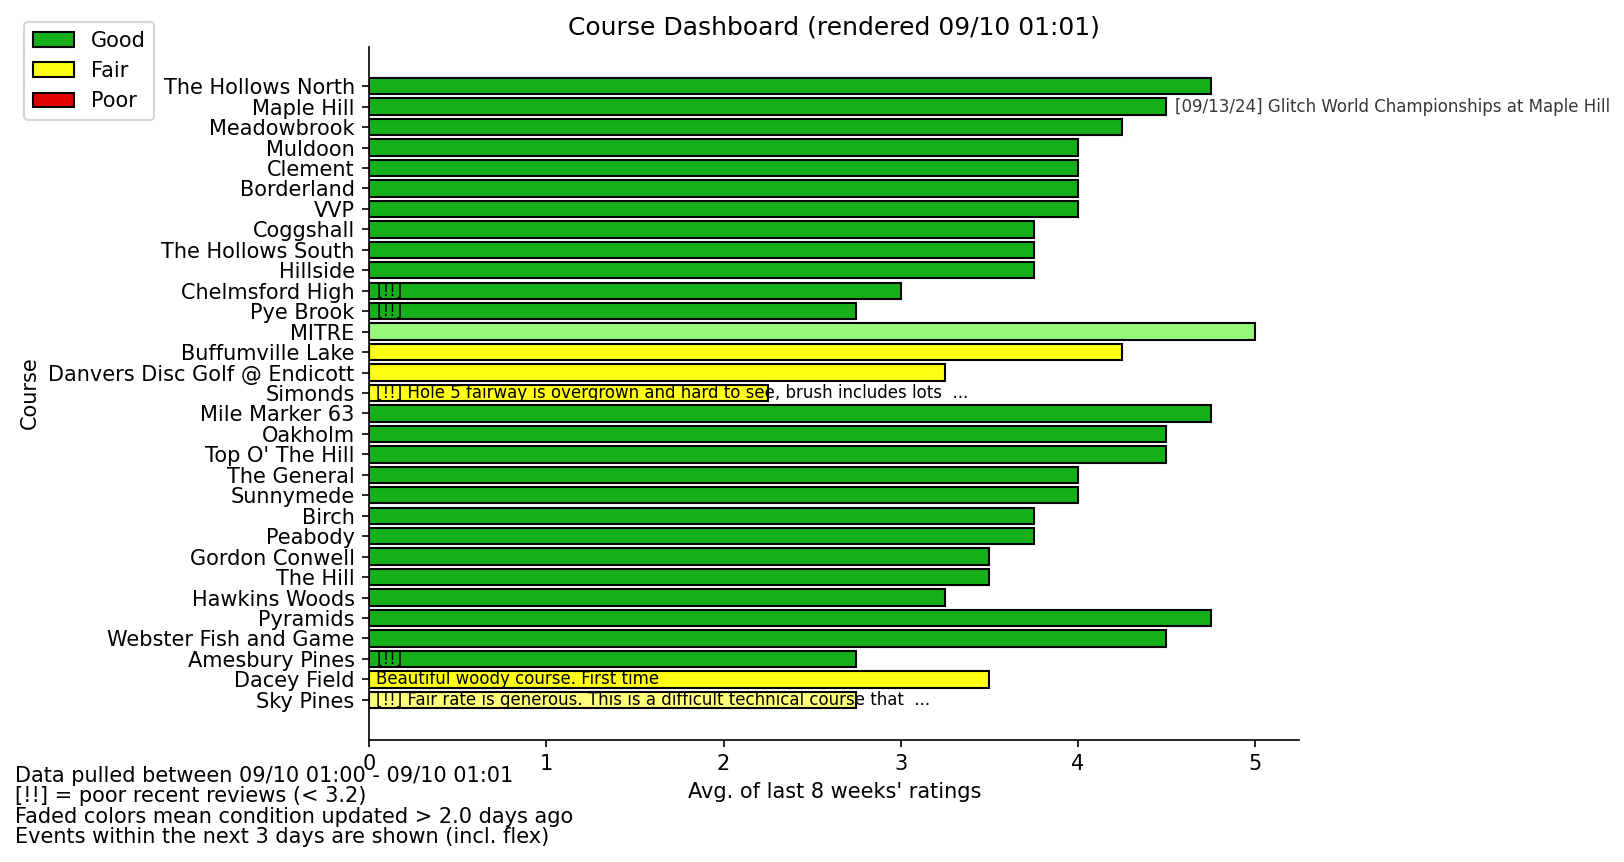 Course Dashboard (rendered 09/10 01:01)
Good
Fair
Poor
The Hollows North
Maple Hill
[09/13/24] Glitch World Championships at Maple Hill
Meadowbrook
Muldoon
Clement
Borderland
VVP
Coggshall
The Hollows South
Hillside
Chelmsford High
[!!]
Pye Brook
[!!]
MITRE
Buffumville Lake
Danvers Disc Golf @ Endicott
Simonds
[!!] Hole 5 fairway is overgrown and hard to see, brush includes lots  ...
Mile Marker 63
Oakholm
Top O' The Hill
The General
Sunnymede
Birch
Peabody
Gordon Conwell
The Hill
Hawkins Woods
Pyramids
Webster Fish and Game
Amesbury Pines
[!!]
Dacey Field
Beautiful woody course. First time
Sky Pines
[!!] Fair rate is generous. This is a difficult technical course that  ...
Course
0 1 2 3 4 5
Avg. of last 8 weeks' ratings
Data pulled between 09/10 01:00 - 09/10 01:01
[!!] = poor recent reviews (< 3.2)
Faded colors mean condition updated > 2.0 days ago
Events within the next 3 days are shown (incl. flex)